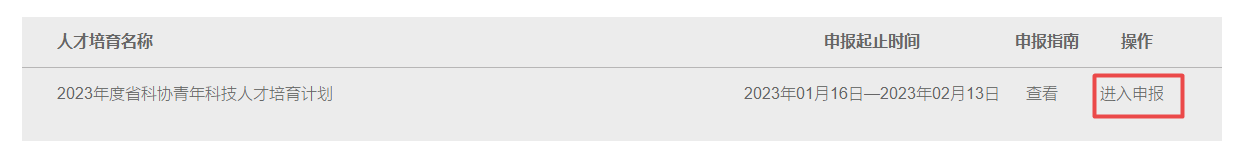 人才培育名称 申报起止时间 申报指南 操作
2023年度省科协青年科技人才培育计划 2023年01月16日—2023年02月13日 查看 进入申报